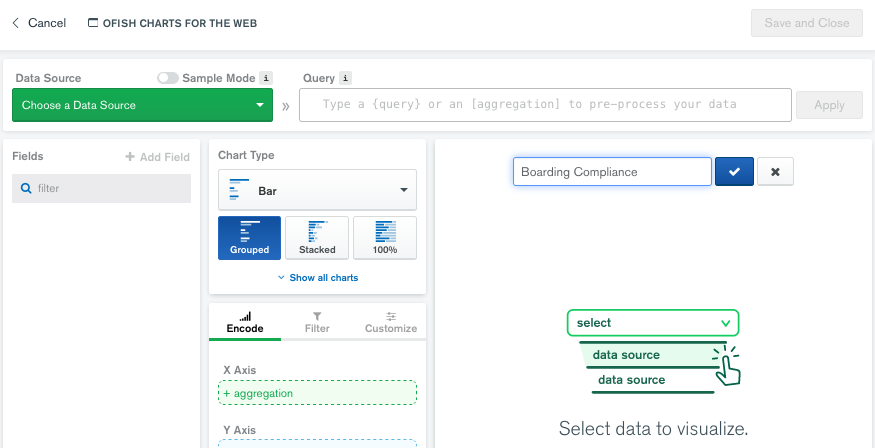 Cancel
OFISH CHARTS FOR THE WEB
Save and Close
Data Source
Sample Mode i
Query i
Choose a Data Source
»
Type a {query} or an [aggregation] to pre-process your data
Apply
Fields
+ Add Field
filter
Chart Type
Bar
Grouped
Stacked
100%
Show all charts
Encode
Filter
Customize
X Axis
+ aggregation
Y Axis
Boarding Compliance
select
data source
data source
Select data to visualize.